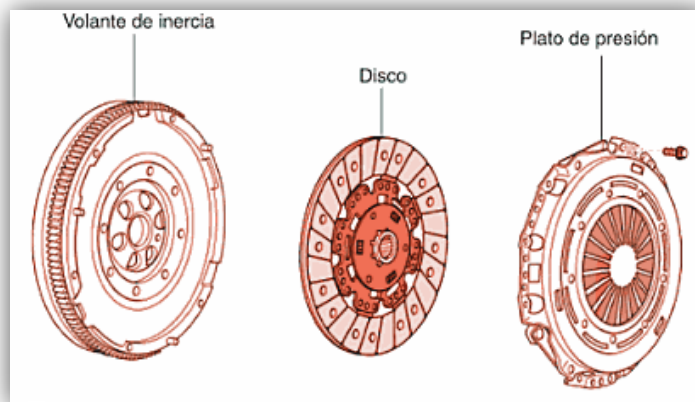 Volante de inercia
Disco
Plato de presión